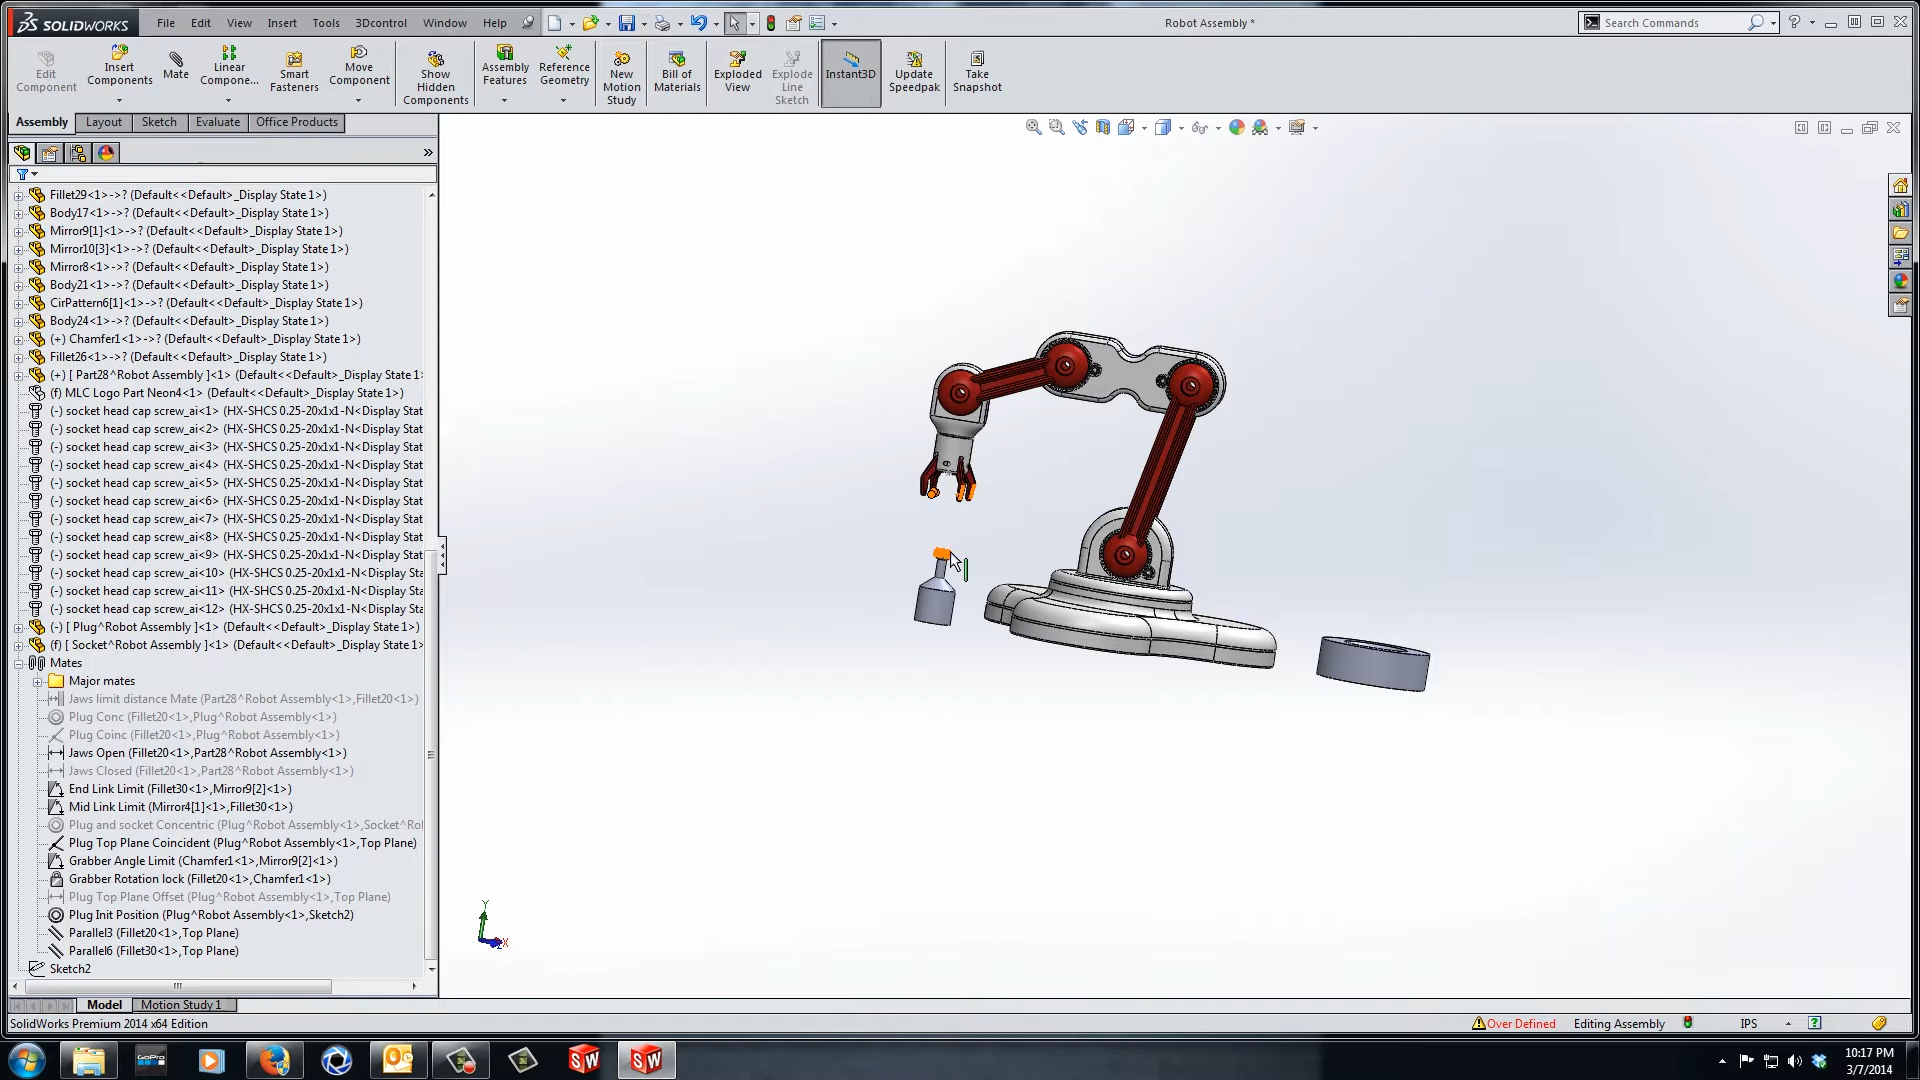 SOLIDWORKS File Edit View Insert Tools 3Dcontrol Window Help Robot Assembly * Search Commands
Edit Component
Insert Components
Mate
Linear Compone...
Smart Fasteners
Move Component
Show Hidden Components
Assembly Features
Reference Geometry
New Motion Study
Bill of Materials
Exploded View
Explode Line Sketch
Instant3D
Update Speedpak
Take Snapshot
Assembly Layout Sketch Evaluate Office Products
Fillet29<1>->? (Default<<Default>_Display State 1>)
Body17<1>->? (Default<<Default>_Display State 1>)
Mirror9[1]<1>->? (Default<<Default>_Display State 1>)
Mirror10[3]<1>->? (Default<<Default>_Display State 1>)
Mirror8<1>->? (Default<<Default>_Display State 1>)
Body21<1>->? (Default<<Default>_Display State 1>)
CirPattern6[1]<1>->? (Default<<Default>_Display State 1>)
Body24<1>->? (Default<<Default>_Display State 1>)
(+) Chamfer1<1>->? (Default<<Default>_Display State 1>)
Fillet26<1>->? (Default<<Default>_Display State 1>)
(+) [ Part28^Robot Assembly ]<1> (Default<<Default>_Display State 1>
(f) MLC Logo Part Neon4<1> (Default<<Default>_Display State 1>)
(-) socket head cap screw_ai<1> (HX-SHCS 0.25-20x1x1-N<Display Stat
(-) socket head cap screw_ai<2> (HX-SHCS 0.25-20x1x1-N<Display Stat
(-) socket head cap screw_ai<3> (HX-SHCS 0.25-20x1x1-N<Display Stat
(-) socket head cap screw_ai<4> (HX-SHCS 0.25-20x1x1-N<Display Stat
(-) socket head cap screw_ai<5> (HX-SHCS 0.25-20x1x1-N<Display Stat
(-) socket head cap screw_ai<6> (HX-SHCS 0.25-20x1x1-N<Display Stat
(-) socket head cap screw_ai<7> (HX-SHCS 0.25-20x1x1-N<Display Stat
(-) socket head cap screw_ai<8> (HX-SHCS 0.25-20x1x1-N<Display Stat
(-) socket head cap screw_ai<9> (HX-SHCS 0.25-20x1x1-N<Display Stat
(-) socket head cap screw_ai<10> (HX-SHCS 0.25-20x1x1-N<Display Sta
(-) socket head cap screw_ai<11> (HX-SHCS 0.25-20x1x1-N<Display Sta
(-) socket head cap screw_ai<12> (HX-SHCS 0.25-20x1x1-N<Display Sta
(-) [ Plug^Robot Assembly ]<1> (Default<<Default>_Display State 1>)
(f) [ Socket^Robot Assembly ]<1> (Default<<Default>_Display State 1>
Mates
Major mates
Jaws limit distance Mate (Part28^Robot Assembly<1>,Fillet20<1>)
Plug Conc (Fillet20<1>,Plug^Robot Assembly<1>)
Plug Coinc (Fillet20<1>,Plug^Robot Assembly<1>)
Jaws Open (Fillet20<1>,Part28^Robot Assembly<1>)
Jaws Closed (Fillet20<1>,Part28^Robot Assembly<1>)
End Link Limit (Fillet30<1>,Mirror9[2]<1>)
Mid Link Limit (Mirror4[1]<1>,Fillet30<1>)
Plug and socket Concentric (Plug^Robot Assembly<1>,Socket^Rol
Plug Top Plane Coincident (Plug^Robot Assembly<1>,Top Plane)
Grabber Angle Limit (Chamfer1<1>,Mirror9[2]<1>)
Grabber Rotation lock (Fillet20<1>,Chamfer1<1>)
Plug Top Plane Offset (Plug^Robot Assembly<1>,Top Plane)
Plug Init Position (Plug^Robot Assembly<1>,Sketch2)
Parallel3 (Fillet20<1>,Top Plane)
Parallel6 (Fillet30<1>,Top Plane)
Sketch2
Y
X
Z
Model Motion Study 1
SolidWorks Premium 2014 x64 Edition Over Defined Editing Assembly IPS
GoPro
SW
SW
10:17 PM
3/7/2014